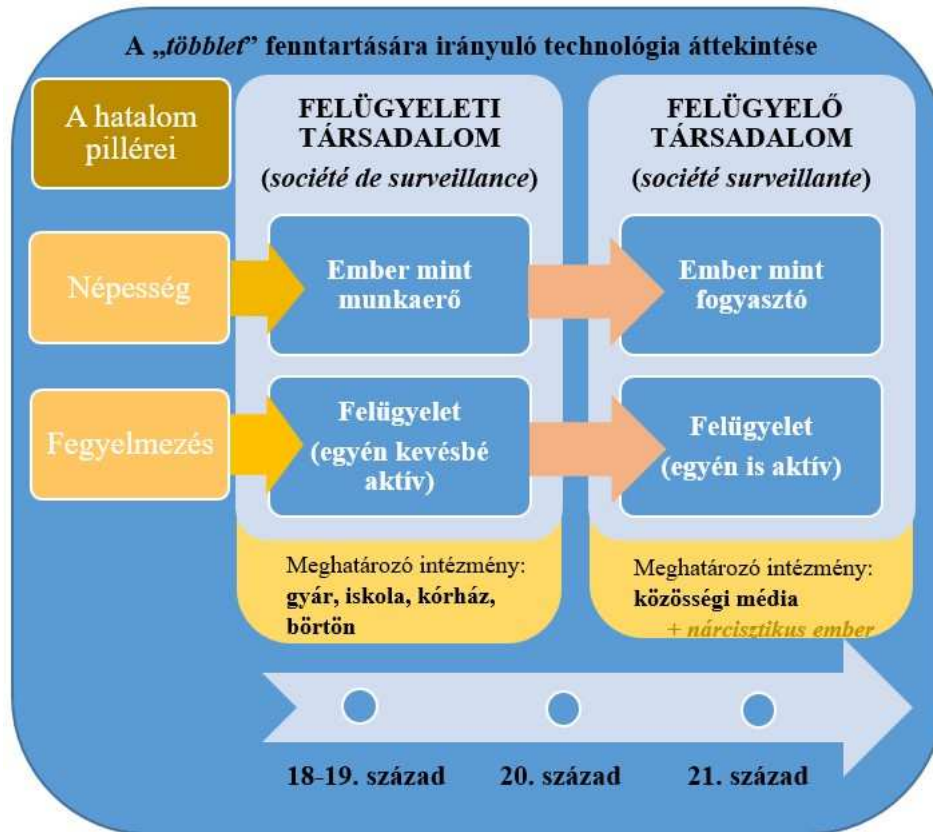 A „többlet” fenntartására irányuló technológia áttekintése
A hatalom
pillérei
FELÜGYELETI
TÁRSADALOM
(société de surveillance)
FELÜGYELŐ
TÁRSADALOM
(société surveillante)
Népesség
Ember mint
munkaerő
Ember mint
fogyasztó
Fegyelmezés
Felügyelet
(egyén kevésbé
aktív)
Felügyelet
(egyén is aktív)
Meghatározó intézmény:
gyár, iskola, kórház,
börtön
Meghatározó intézmény:
közösségi média
+ nárcisztikus ember
18-19. század
20. század
21. század